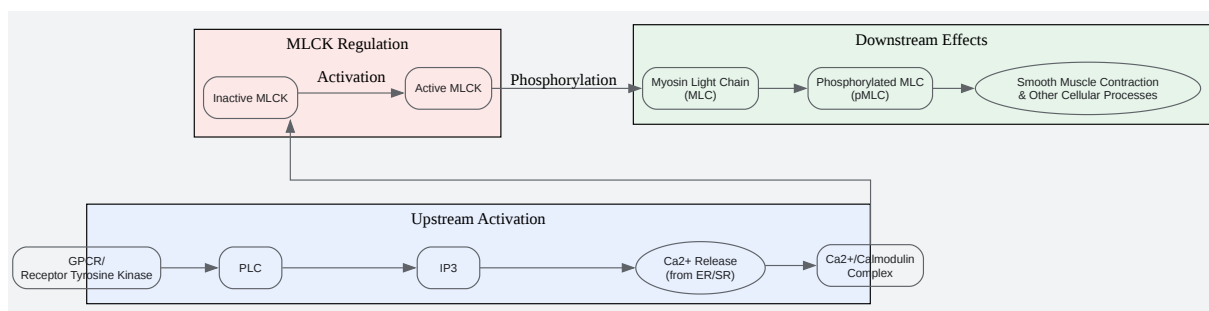 MLCK Regulation
Inactive MLCK
Activation
Active MLCK
Phosphorylation
Downstream Effects
Myosin Light Chain
(MLC)
Phosphorylated MLC
(pMLC)
Smooth Muscle Contraction
& Other Cellular Processes
Upstream Activation
GPCR/
Receptor Tyrosine Kinase
PLC
IP3
Ca2+ Release
(from ER/SR)
Ca2+/Calmodulin
Complex